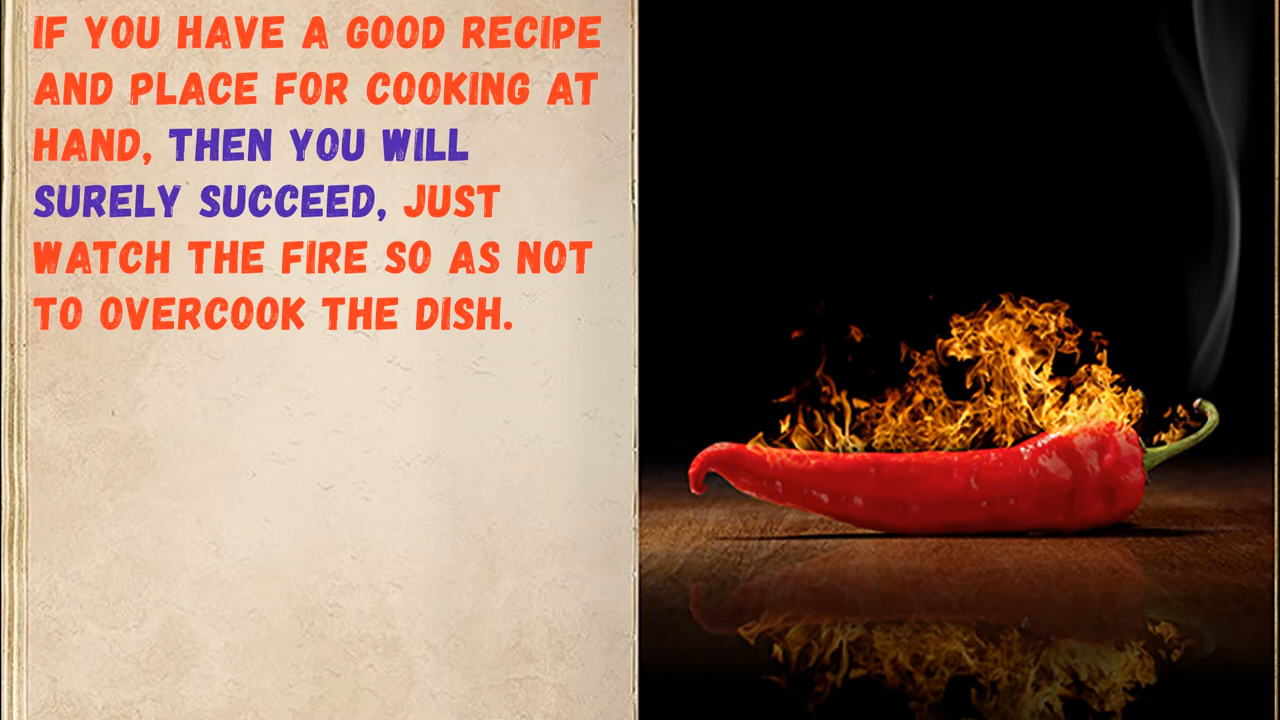 IF YOU HAVE A GOOD RECIPE
AND PLACE FOR COOKING AT
HAND, THEN YOU WILL
SURELY SUCCEED, JUST
WATCH THE FIRE SO AS NOT
TO OVERCOOK THE DISH.